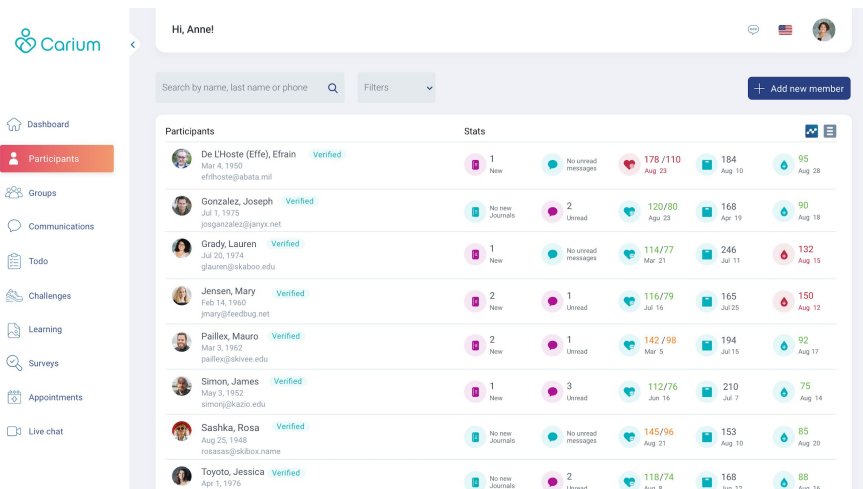 Carium
Hi, Anne!
Search by name, last name or phone
Filters
Add new member
Dashboard
Participants
Groups
Communications
Todo
Challenges
Learning
Surveys
Appointments
Live chat
Participants Stats
De L'Hoste (Effe), Efrain Verified
Mar 4, 1950
efrlhoste@abata.mil
1 New
No unread messages
178 /110 Aug 23
184 Aug 10
95 Aug 28
Gonzalez, Joseph Verified
Jul 1, 1975
josganzalez@janyx.net
No new Journals
2 Unread
120/80 Agu 23
168 Apr 19
90 Aug 18
Grady, Lauren Verified
Jul 20, 1974
glauren@skaboo.edu
1 New
No unread messages
114/77 Mar 21
246 Jul 11
132 Aug 15
Jensen, Mary Verified
Feb 14, 1960
jmary@feedbug.net
2 New
1 Unread
116/79 Jul 16
165 Jul 25
150 Aug 12
Paillex, Mauro Verified
Mar 3, 1962
paillex@skivee.edu
2 New
1 Unread
142 /98 Mar 5
194 Jul 15
92 Aug 17
Simon, James Verified
May 3, 1952
simonj@kazio.edu
1 New
3 Unread
112/76 Jun 16
210 Jul 7
75 Aug 14
Sashka, Rosa Verified
Aug 25, 1948
rosasas@skibox.name
No new Journals
No unread messages
145/96 Aug 21
153 Aug 10
85 Aug 20
Toyoto, Jessica Verified
Apr 1, 1976
No new Journals
2 Unread
118/74 Aug 8
168 Jun 12
88 Aug 16